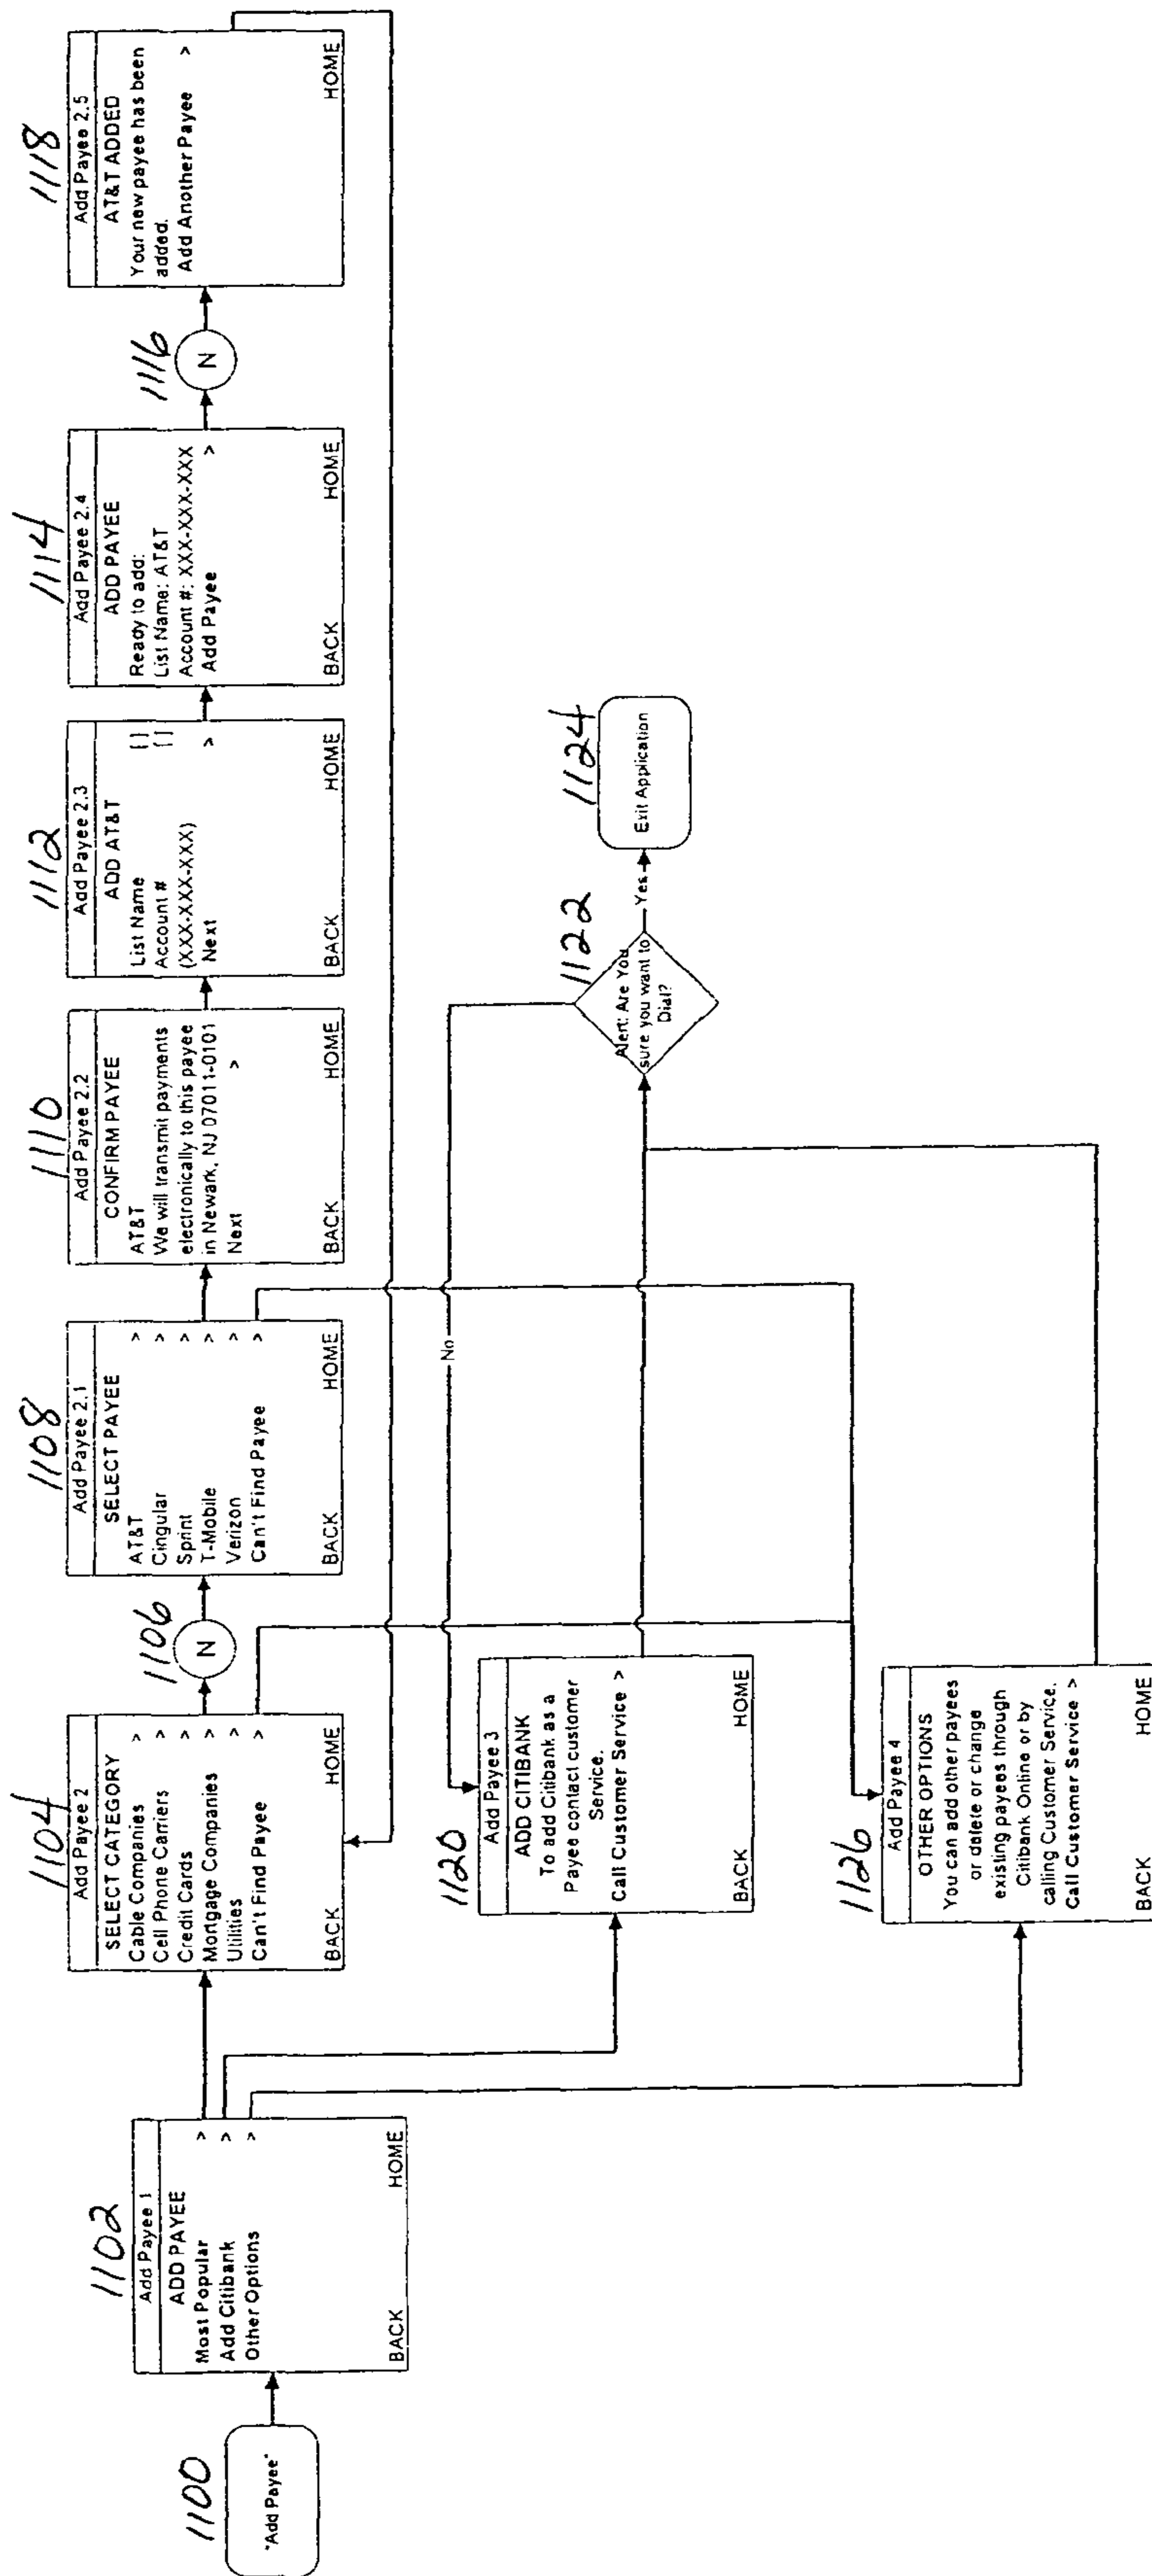 1100
"Add Payee"
1102
Add Payee 1
ADD PAYEE
Most Popular >
Add Citibank >
Other Options >
BACK HOME
1104
Add Payee 2
SELECT CATEGORY
Cable Companies >
Cell Phone Carriers >
Credit Cards >
Mortgage Companies >
Utilities >
Can't Find Payee >
BACK HOME
1106
N
1108
Add Payee 2.1
SELECT PAYEE
AT&T >
Cingular >
Sprint >
T-Mobile >
Verizon >
Can't Find Payee >
BACK HOME
1110
Add Payee 2.2
CONFIRM PAYEE
AT&T
We will transmit payments
electronically to this payee
in Newark, NJ 07011-0101
Next >
BACK HOME
1112
Add Payee 2.3
ADD AT&T
List Name [ ]
Account # [ ]
(XXX-XXX-XXX)
Next >
BACK HOME
1114
Add Payee 2.4
ADD PAYEE
Ready to add:
List Name: AT&T
Account #: XXX-XXX-XXX
Add Payee >
BACK HOME
1116
N
1118
Add Payee 2.5
AT&T ADDED
Your new payee has been
added.
Add Another Payee >
HOME
1120
Add Payee 3
ADD CITIBANK
To add Citibank as a
Payee contact customer
Service.
Call Customer Service >
BACK HOME
No
1122
Alert: Are You
sure you want to
Dial?
Yes
1124
Exit Application
1126
Add Payee 4
OTHER OPTIONS
You can add other payees
or delete or change
existing payees through
Citibank Online or by
calling Customer Service.
Call Customer Service >
BACK HOME